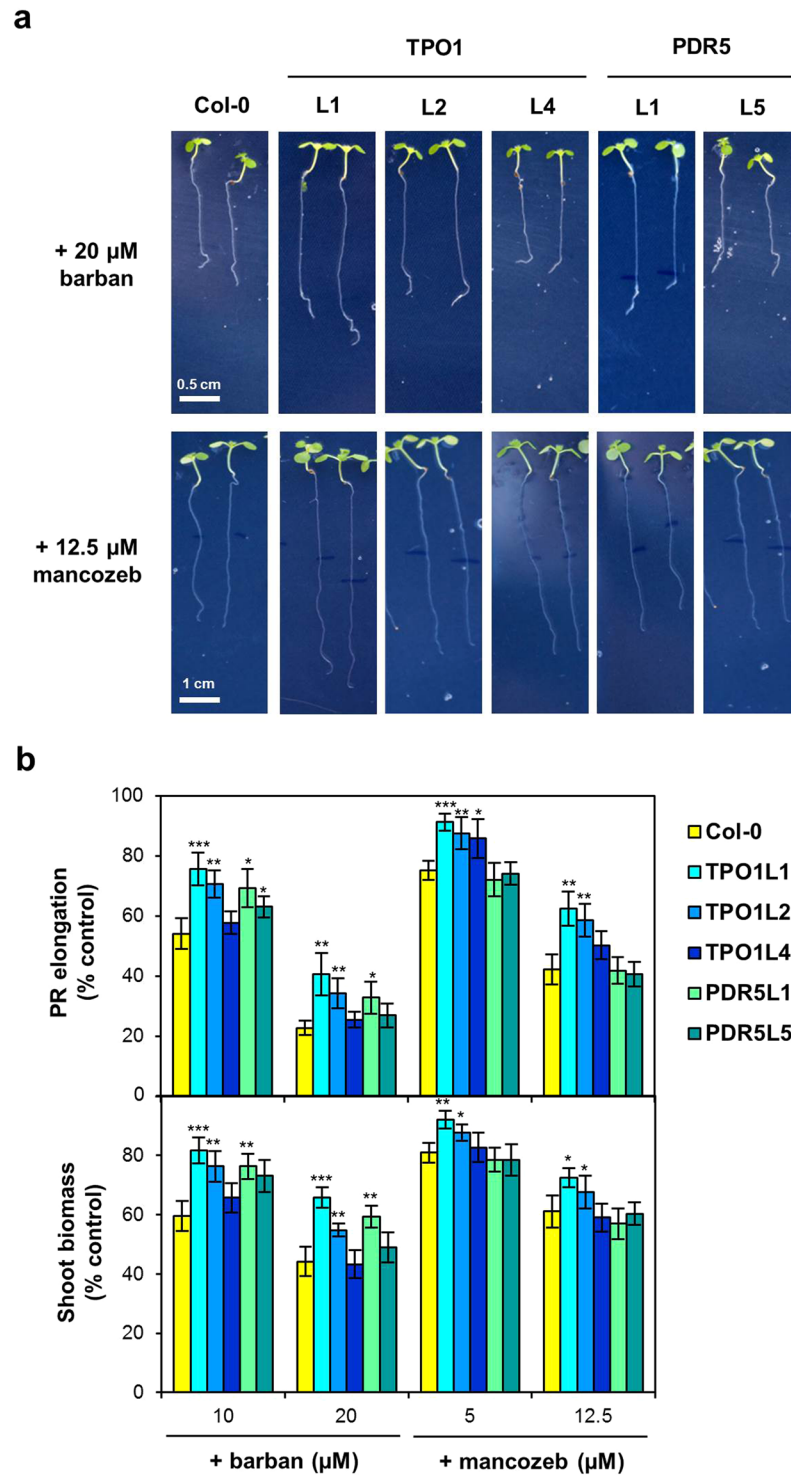 a
TPO1 PDR5
Col-0 L1 L2 L4 L1 L5
+ 20 µM
barban
0.5 cm
+ 12.5 µM
mancozeb
1 cm
b
PR elongation
(% control)
100
80
60
40
20
0
*** ** * * ** ** * *** ** * ** **
Col-0
TPO1L1
TPO1L2
TPO1L4
PDR5L1
PDR5L5
Shoot biomass
(% control)
80
60
40
20
0
*** ** ** *** ** ** ** * * *
10 20 5 12.5
+ barban (µM) + mancozeb (µM)